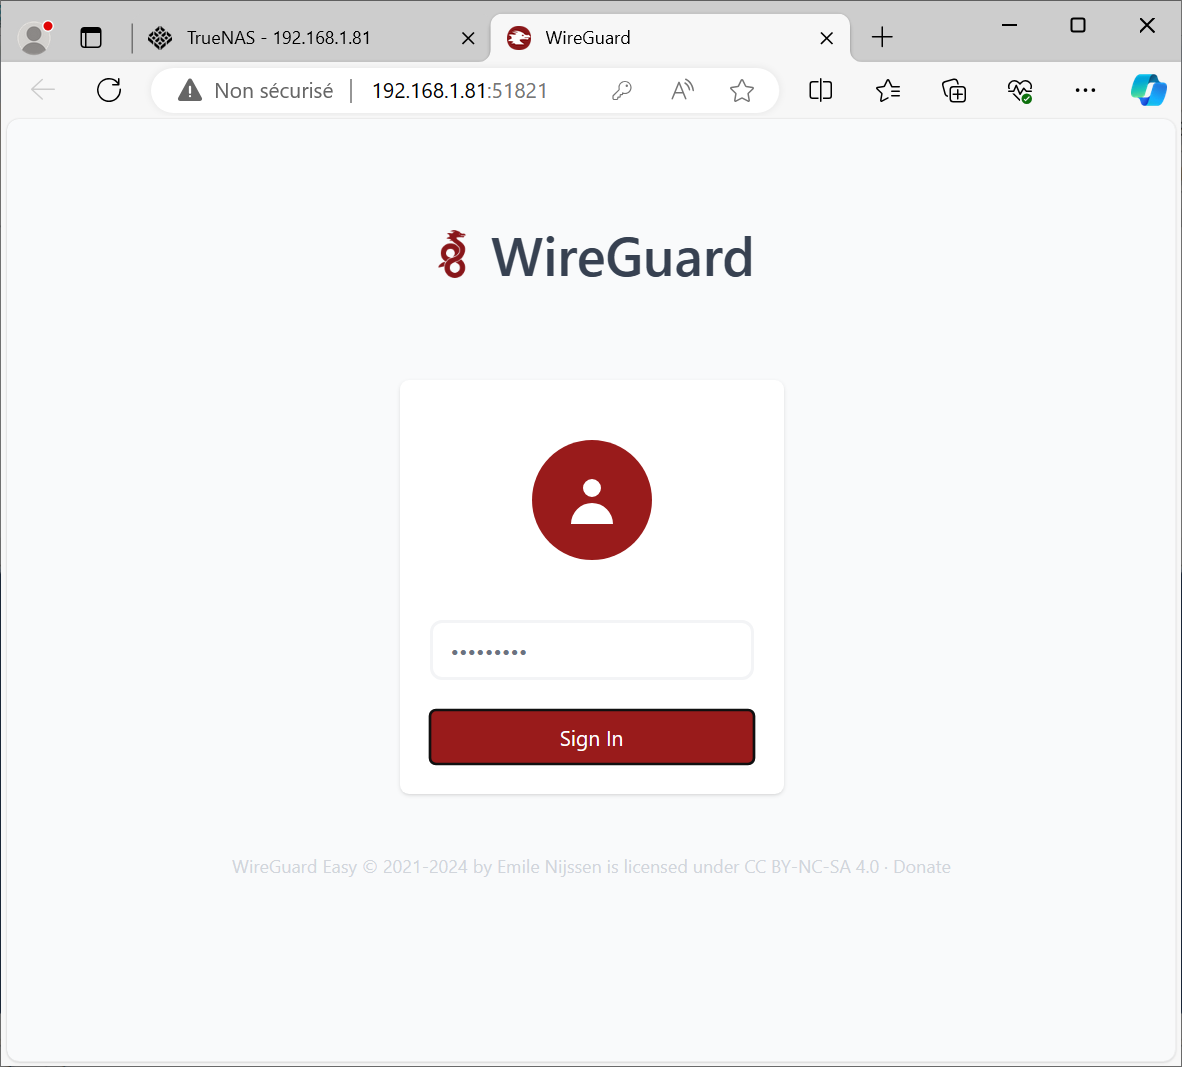 TrueNAS - 192.168.1.81
WireGuard
Non sécurisé
192.168.1.81:51821
WireGuard
•••••••••
Sign In
WireGuard Easy © 2021-2024 by Emile Nijssen is licensed under CC BY-NC-SA 4.0 · Donate